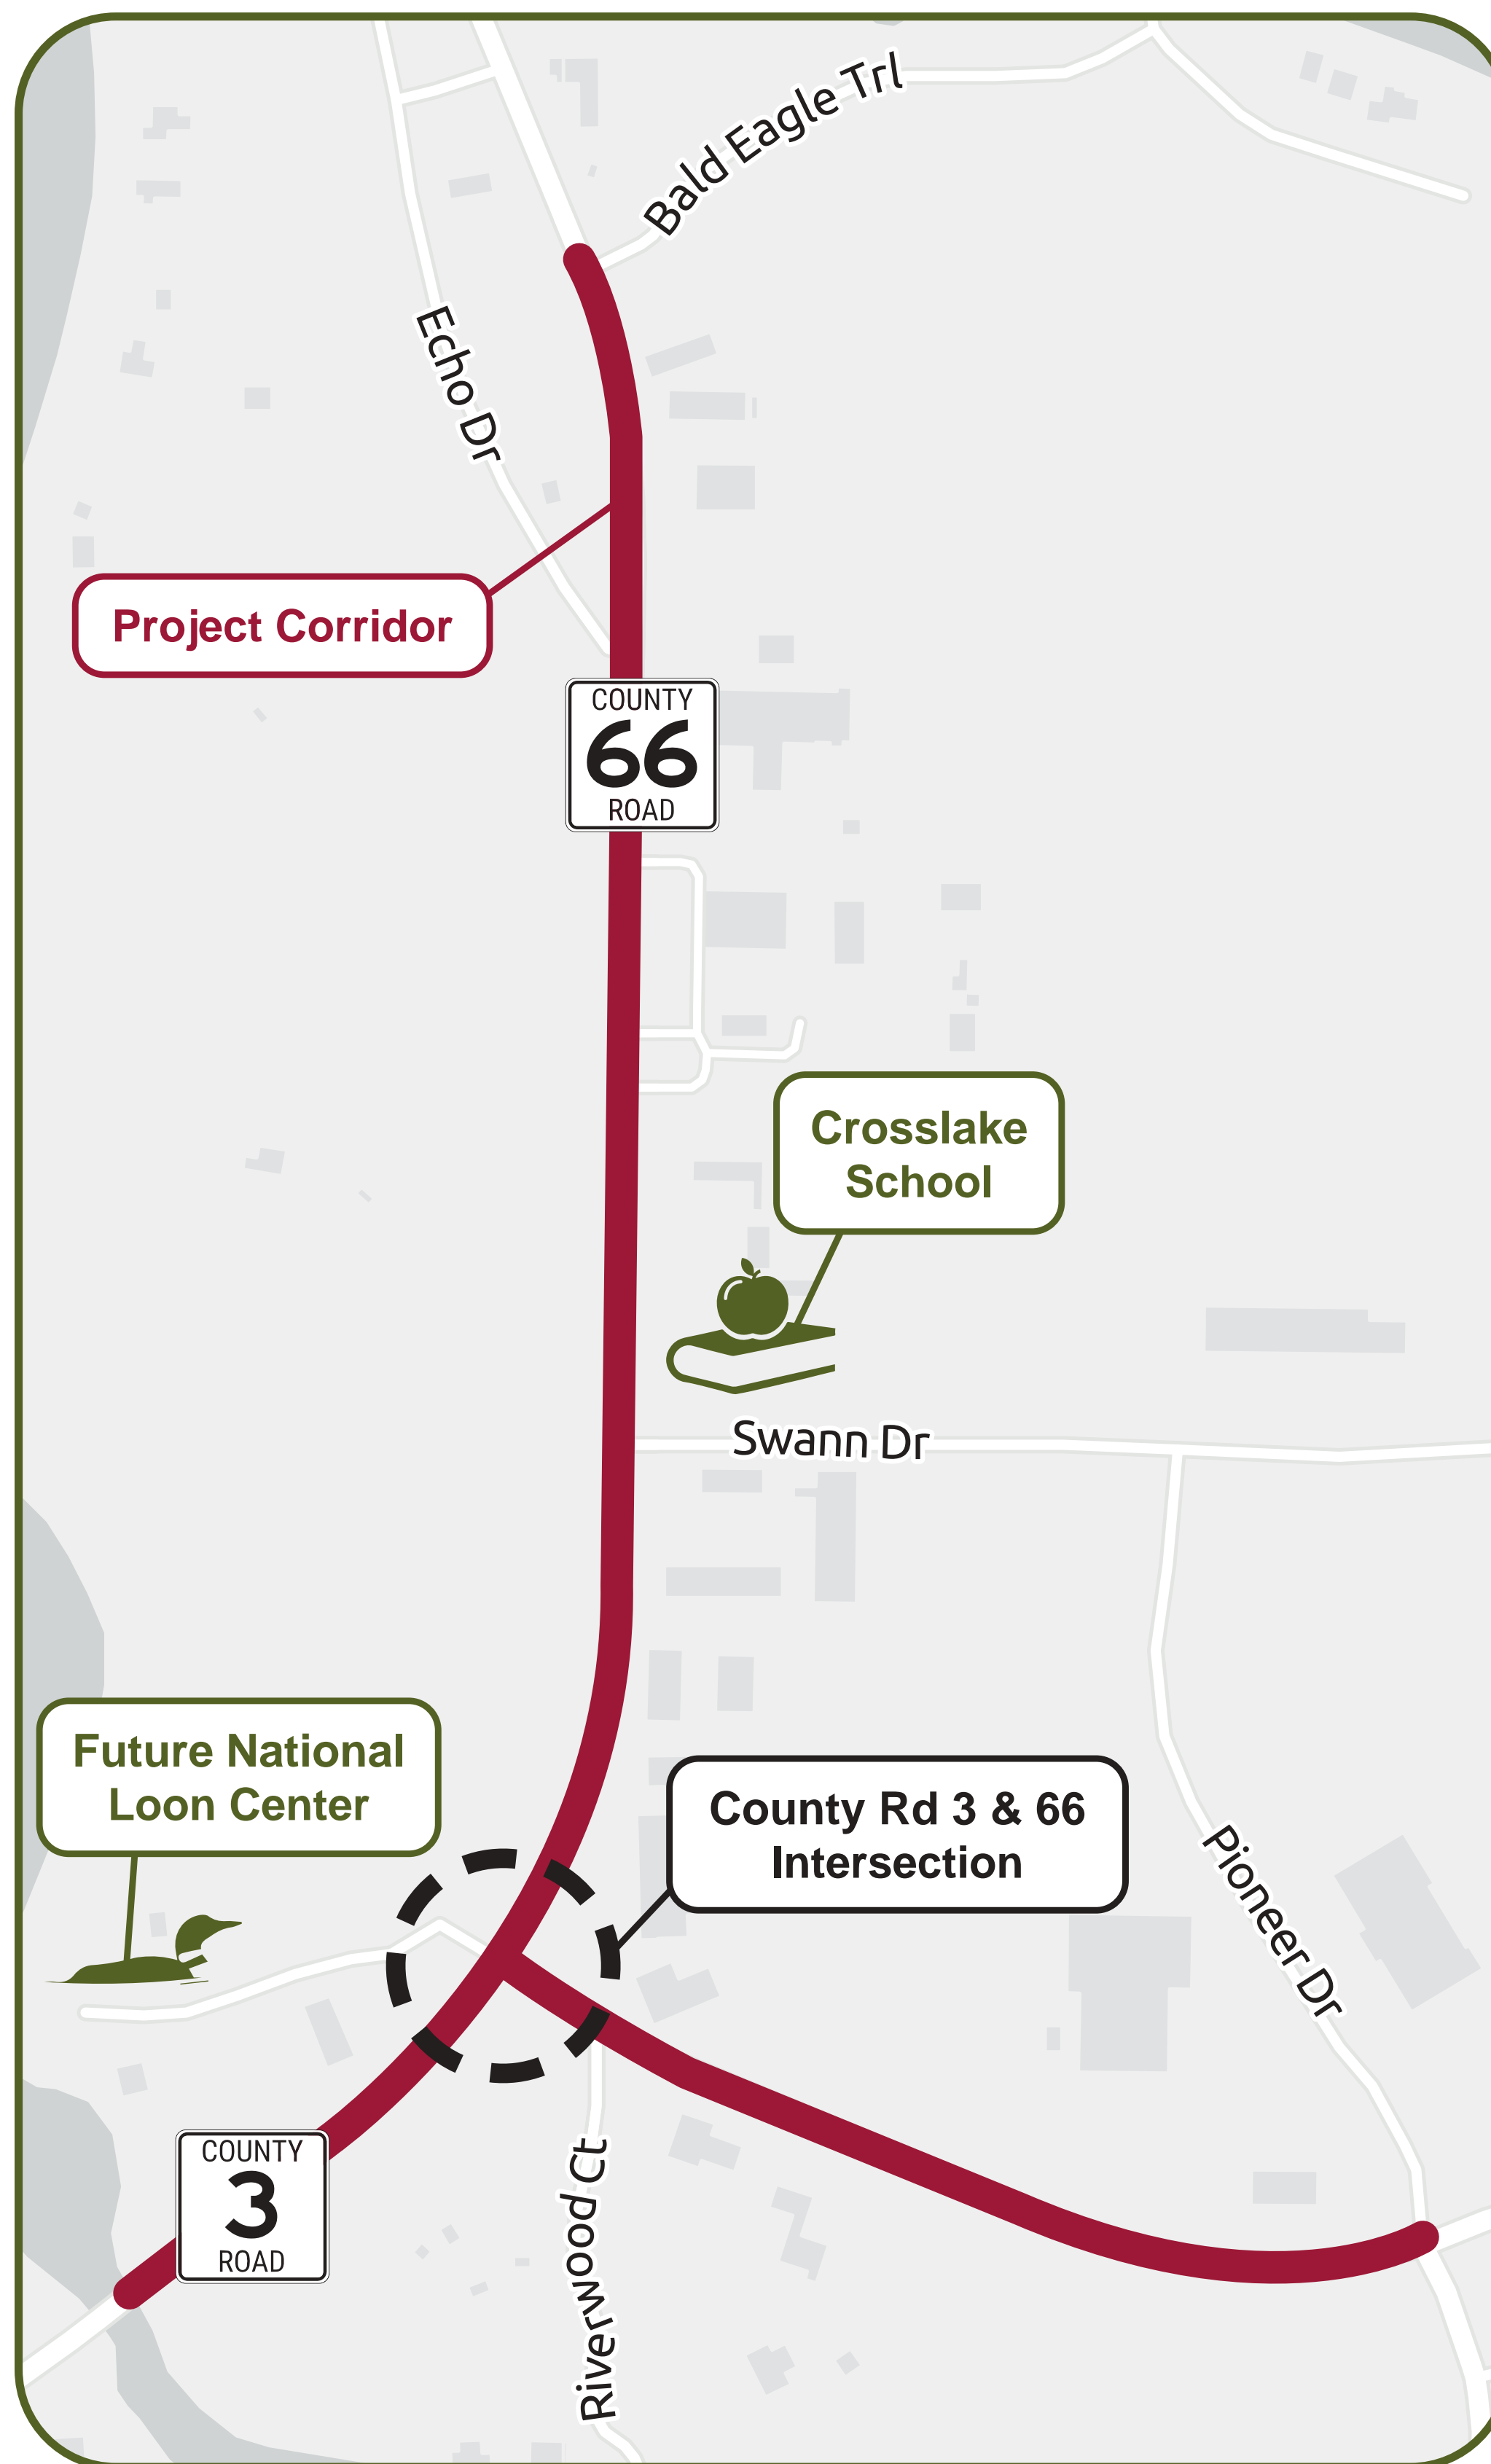 Bald Eagle Trl
Echo Dr
Project Corridor
COUNTY
66
ROAD
Crosslake
School
Swann Dr
Future National
Loon Center
County Rd 3 & 66
Intersection
Pioneer Dr
COUNTY
3
ROAD
Riverwood Ct